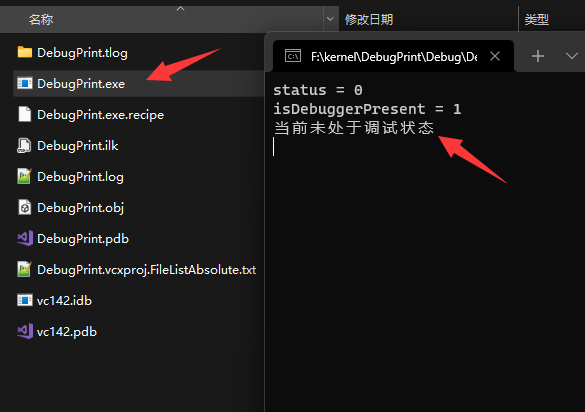 名称
修改日期
类型
DebugPrint.tlog
DebugPrint.exe
DebugPrint.exe.recipe
DebugPrint.ilk
DebugPrint.log
DebugPrint.obj
DebugPrint.pdb
DebugPrint.vcxproj.FileListAbsolute.txt
vc142.idb
vc142.pdb
F:\kernel\DebugPrint\Debug\De
status = 0
isDebuggerPresent = 1
当前未处于调试状态